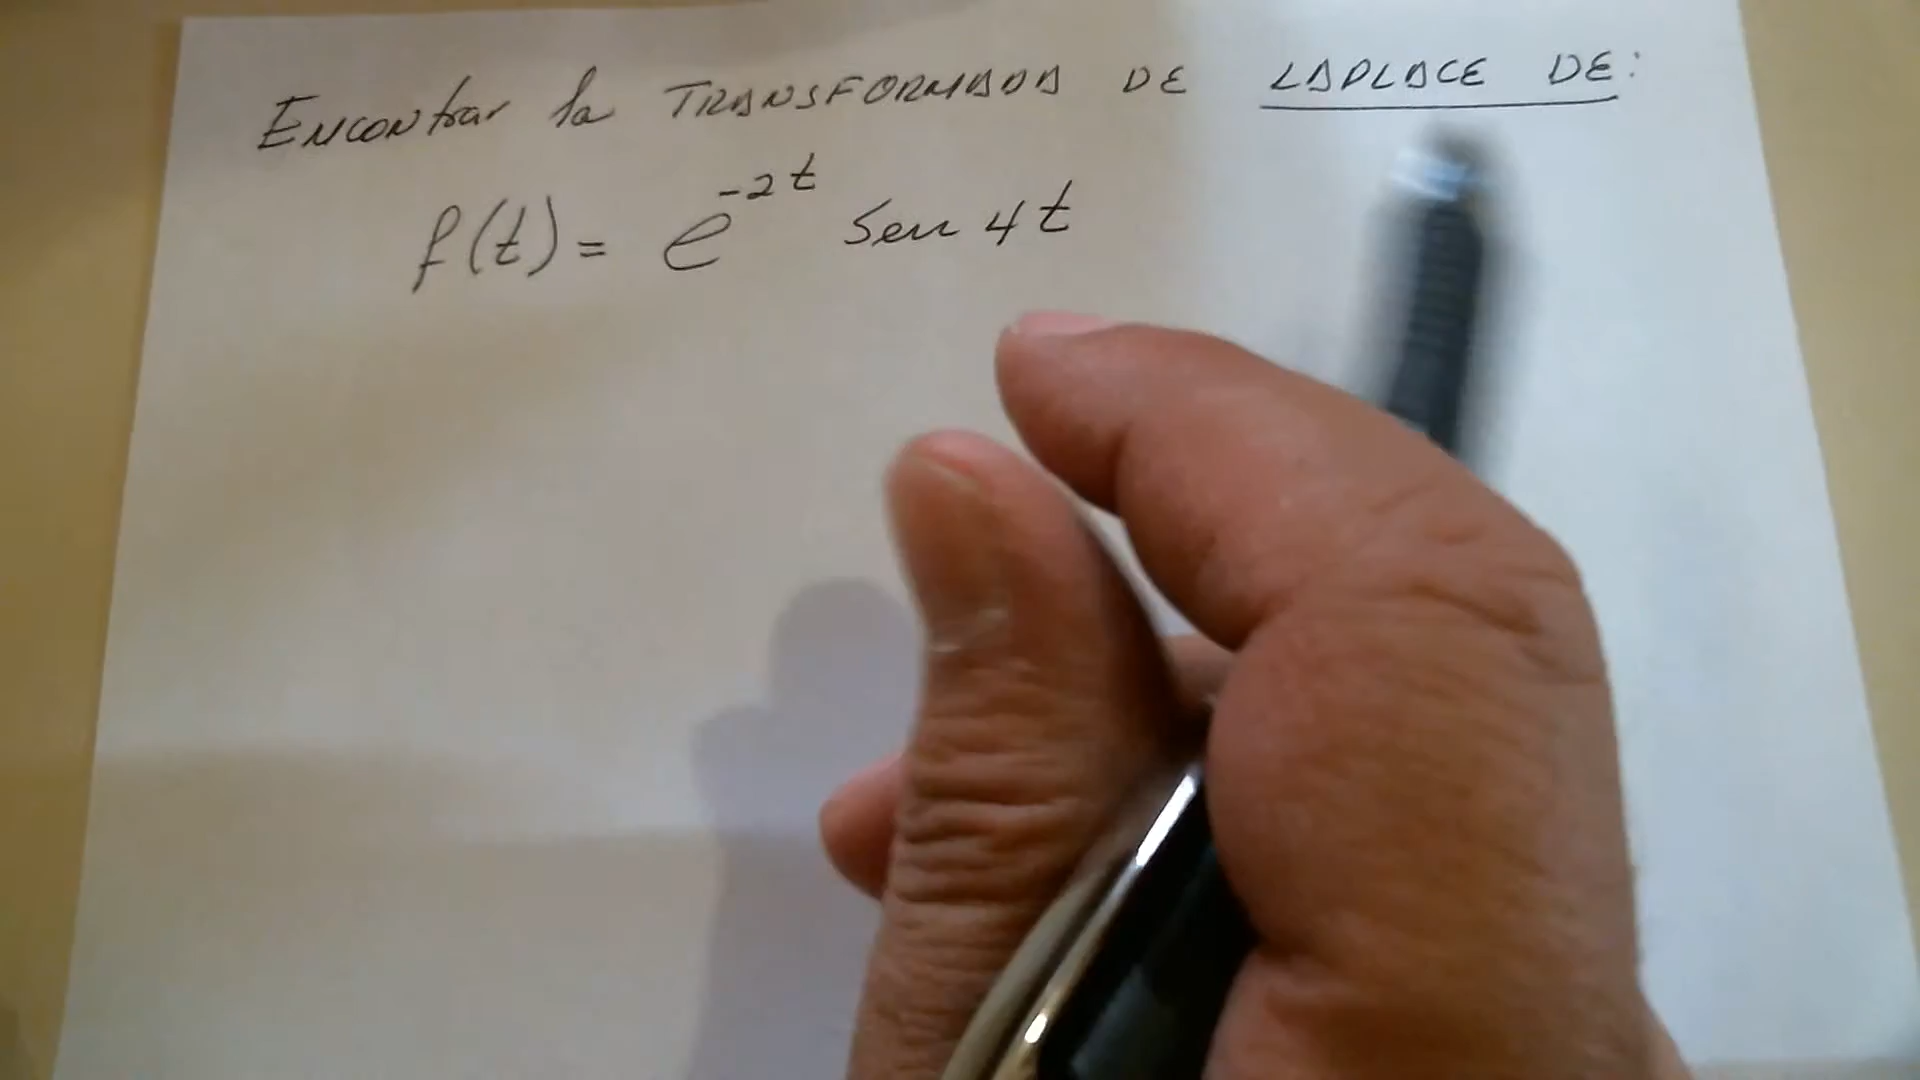 Encontrar la TRANSFORMADA DE LAPLACE DE:
f(t) = e^{-2t} Sen 4t